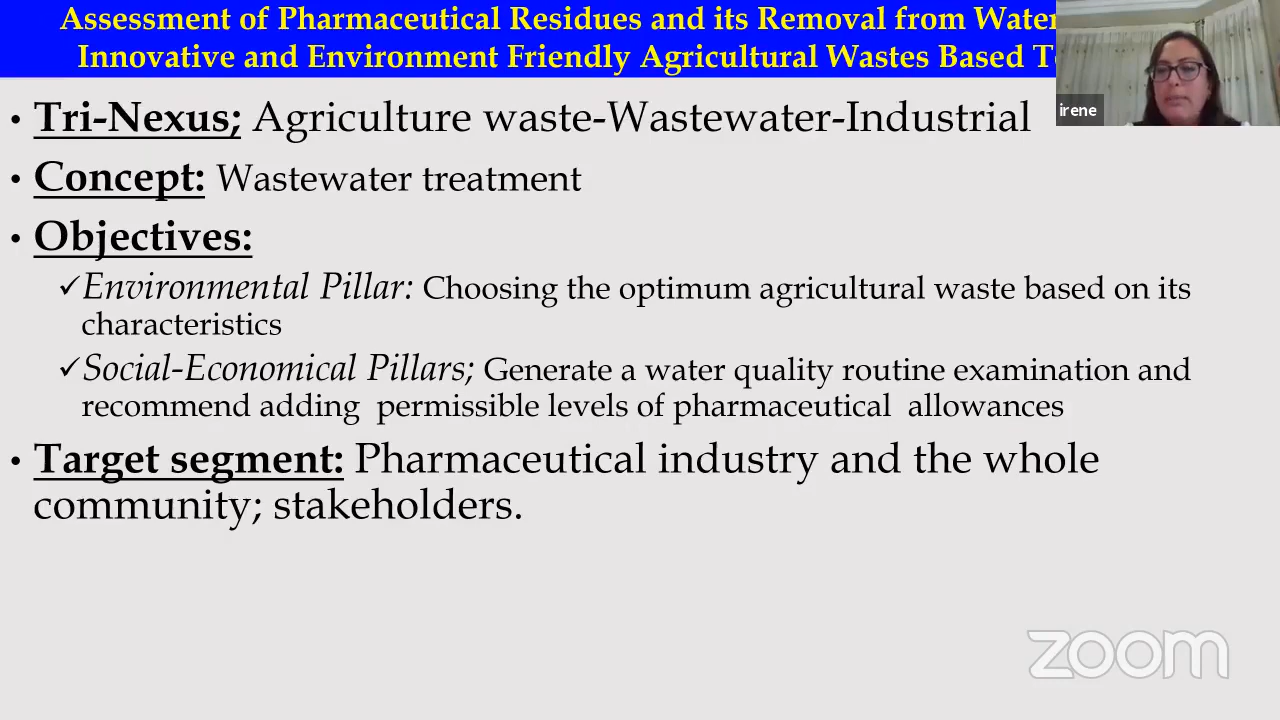 Assessment of Pharmaceutical Residues and its Removal from Water
Innovative and Environment Friendly Agricultural Wastes Based
irene
• Tri-Nexus; Agriculture waste-Wastewater-Industrial
• Concept: Wastewater treatment
• Objectives:
✓Environmental Pillar: Choosing the optimum agricultural waste based on its
characteristics
✓Social-Economical Pillars; Generate a water quality routine examination and
recommend adding permissible levels of pharmaceutical allowances
• Target segment: Pharmaceutical industry and the whole
community; stakeholders.
zoom